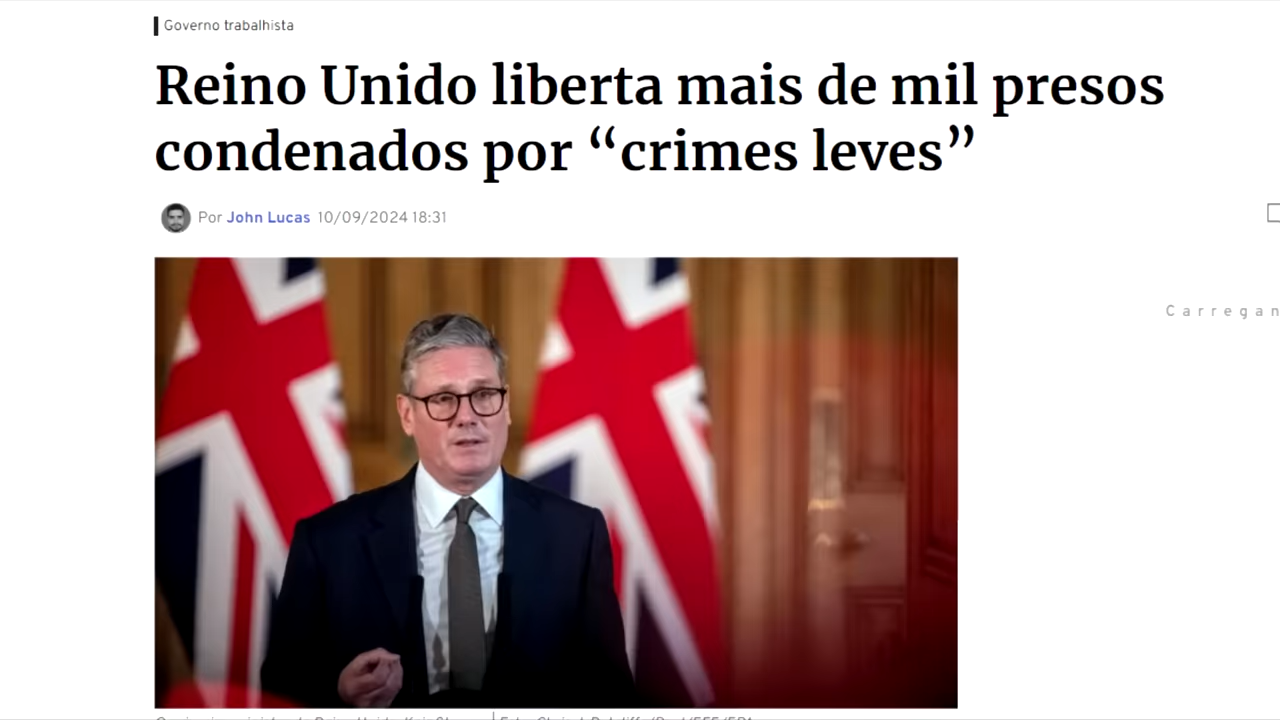 Governo trabalhista
Reino Unido liberta mais de mil presos
condenados por “crimes leves”
Por John Lucas 10/09/2024 18:31
Carregan